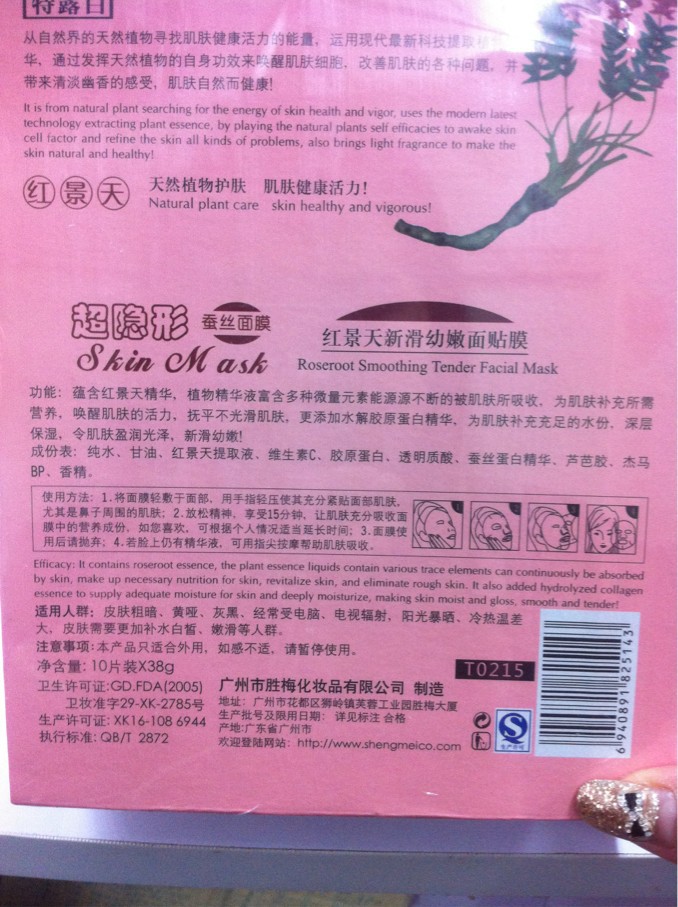 特露日
从自然界的天然植物寻找肌肤健康活力的能量，运用现代最新科技提取植
华、通过发挥天然植物的自身功效来唤醒肌肤细胞，改善肌肤的各种问题，并
带来清淡幽香的感受，肌肤自然而健康!
It is from natural plant searching for the energy of skin health and vigor, uses the modern latest
technology extracting plant essence, by playing the natural plants self efficacies to awake skin
cell factor and refine the skin all kinds of problems, also brings light fragrance to make the
skin natural and healthy!
红景天 天然植物护肤 肌肤健康活力!
Natural plant care skin healthy and vigorous!
超隐形 蚕丝面膜
Skin Mask
红景天新滑幼嫩面贴膜
Roseroot Smoothing Tender Facial Mask
功能: 蕴含红景天精华，植物精华液富含多种微量元素能源源不断的被肌肤所吸收，为肌肤补充所需
营养，唤醒肌肤的活力、抚平不光滑肌肤，更添加水解胶原蛋白精华，为肌肤补充充足的水份，深层
保湿，令肌肤盈润光泽，新滑幼嫩!
成份表: 纯水、甘油、红景天提取液、维生素C、胶原蛋白、透明质酸、蚕丝蛋白精华、芦芭胶、杰马
BP、香精。
使用方法: 1.将面膜轻敷于面部，用手指轻压使其充分紧贴面部肌肤,
尤其是鼻子周围的肌肤; 2.放松精神，享受15分钟，让肌肤充分吸收面
膜中的营养成份，如您喜欢，可根据个人情况适当延长时间; 3.面膜使
用后请抛弃; 4.若脸上仍有精华液，可用指尖按摩帮助肌肤吸收。
Efficacy: It contains roseroot essence, the plant essence liquids contain various trace elements can continuously be absorbed
by skin, make up necessary nutrition for skin, revitalize skin, and eliminate rough skin. It also added hydrolyzed collagen
essence to supply adequate moisture for skin and deeply moisturize, making skin moist and gloss, smooth and tender!
适用人群: 皮肤粗暗、黄哑、灰黑、经常受电脑、电视辐射，阳光暴晒、冷热温差
大，皮肤需要更加补水白皙、嫩滑等人群。
注意事项:本产品只适合外用，如感不适，请暂停使用。
净含量: 10片装X38g
T0215
卫生许可证:GD.FDA(2005)
卫妆准字29-XK-2785号
生产许可证: XK16-108 6944
执行标准: QB/T 2872
广州市胜梅化妆品有限公司 制造
地址: 广州市花都区狮岭镇芙蓉工业园胜梅大厦
生产批号及限用日期: 详见标注 合格
产地:广东省广州市
欢迎登陆网站: http://www.shengmeico.com
生产许可
6940891825143